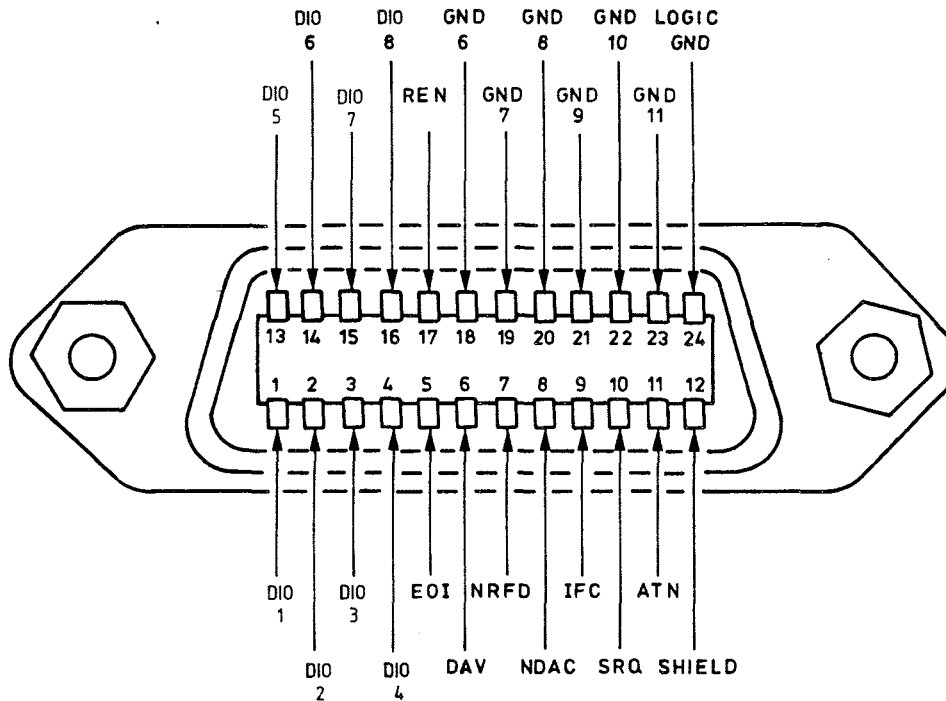 DIO DIO GND GND GND LOGIC
6 8 6 8 10 GND
DIO DIO REN GND GND GND
5 7 7 9 11
13 14 15 16 17 18 19 20 21 22 23 24
1 2 3 4 5 6 7 8 9 10 11 12
DIO DIO EOI NRFD IFC ATN
1 3
DIO DIO DAV NDAC SRQ SHIELD
2 4